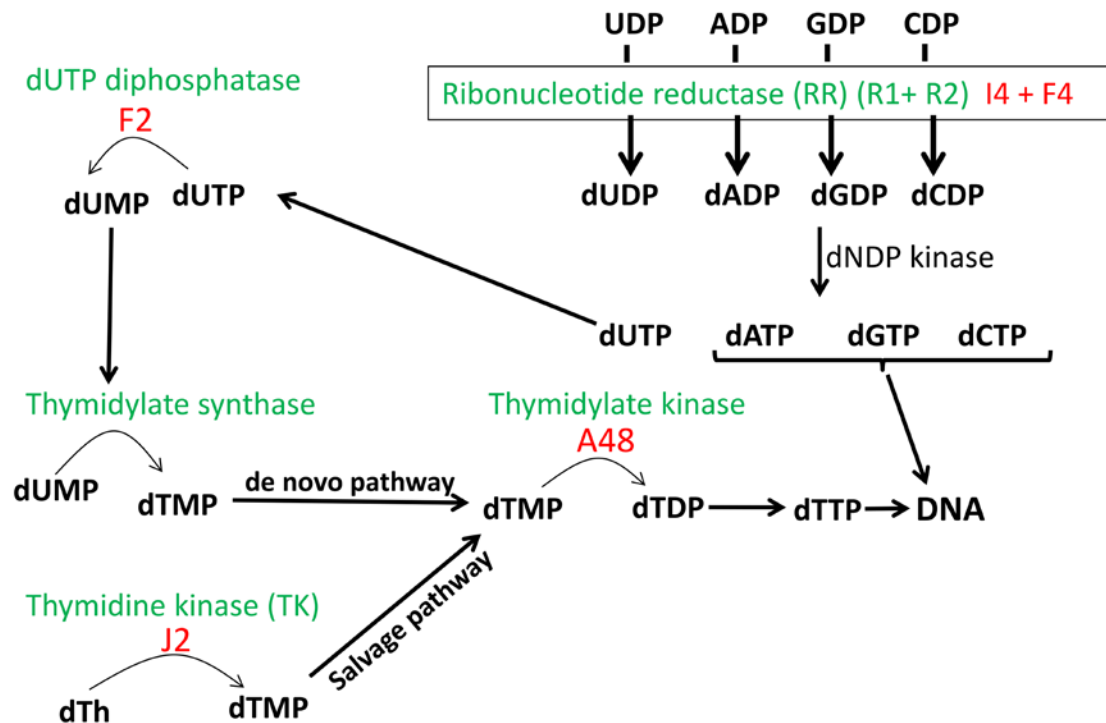 UDP ADP GDP CDP
dUTP diphosphatase
F2
Ribonucleotide reductase (RR) (R1+ R2) I4 + F4
dUMP dUTP
dUDP dADP dGDP dCDP
dNDP kinase
dUTP dATP dGTP dCTP
Thymidylate synthase
Thymidylate kinase
A48
dUMP dTMP
de novo pathway
dTMP dTDP dTTP DNA
Salvage pathway
Thymidine kinase (TK)
J2
dTh dTMP